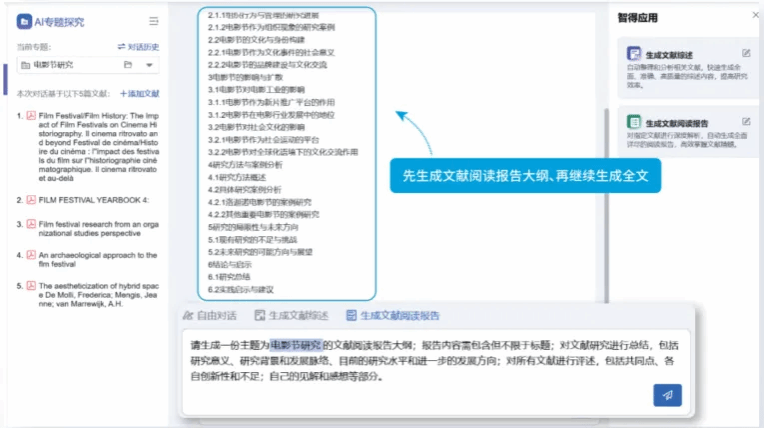 AI专题探究
当前专题:
对话历史
电影节研究
本次对话基于以下5篇文献:
+添加文献
1. Film Festival/Film History: The Imp
act of Film Festivals on Cinema Hi
storiography. Il cinema ritrovato an
d beyond Festival de cinéma/Histo
ire du cinéma : l"impact des festiva
ls du film sur l"historiographie ciné
matographique. Il cinema ritrovato
et au-delà
2. FILM FESTIVAL YEARBOOK 4:
3. Film festival research from an orga
nizational studies perspective
4. An archaeological approach to the
flm festival
5. The aestheticization of hybrid spac
e De Molli, Frederica; Mengis, Jea
nne; van Marrewijk, A.H.
2.1.2电影节作为组织现象的研究案例
2.2电影节的文化与身份构建
2.2.1电影节作为文化事件的社会意义
2.2.2电影节的品牌建设与文化交流
3电影节的影响与扩散
3.1电影节对电影工业的影响
3.1.1电影节作为新片推广平台的作用
3.1.2电影节在电影行业发展中的地位
3.2电影节对社会文化的影响
3.2.1电影节作为社会运动的平台
3.2.2电影节对全球化语境下的文化交流作用
4研究方法与案例分析
4.1研究方法概述
4.2具体研究案例分析
4.2.1洛迦诺电影节的案例研究
4.2.2其他重要电影节的案例研究
5研究的局限性与未来方向
5.1现有研究的不足与挑战
5.2未来研究的可能方向与展望
6结论与启示
6.1研究总结
6.2实践启示与建议
先生成文献阅读报告大纲、再继续生成全文
智得应用
生成文献综述
自动整理和分析相关文献,快速生成全
面、准确、高质量的综述内容,提高研究
效率。
生成文献阅读报告
对指定文献进行深度解析,自动生成全面
详尽的阅读报告,高效掌握文献精髓。
自由对话
生成文献综述
生成文献阅读报告
请生成一份主题为 电影节研究 的文献阅读报告大纲;报告内容需包含但不限于标题;对文献研究进行总结,包括
研究意义、研究背景和发展脉络、目前的研究水平和进一步的发展方向;对所有文献进行评述,包括共同点、各
自创新性和不足;自己的见解和感想等部分。